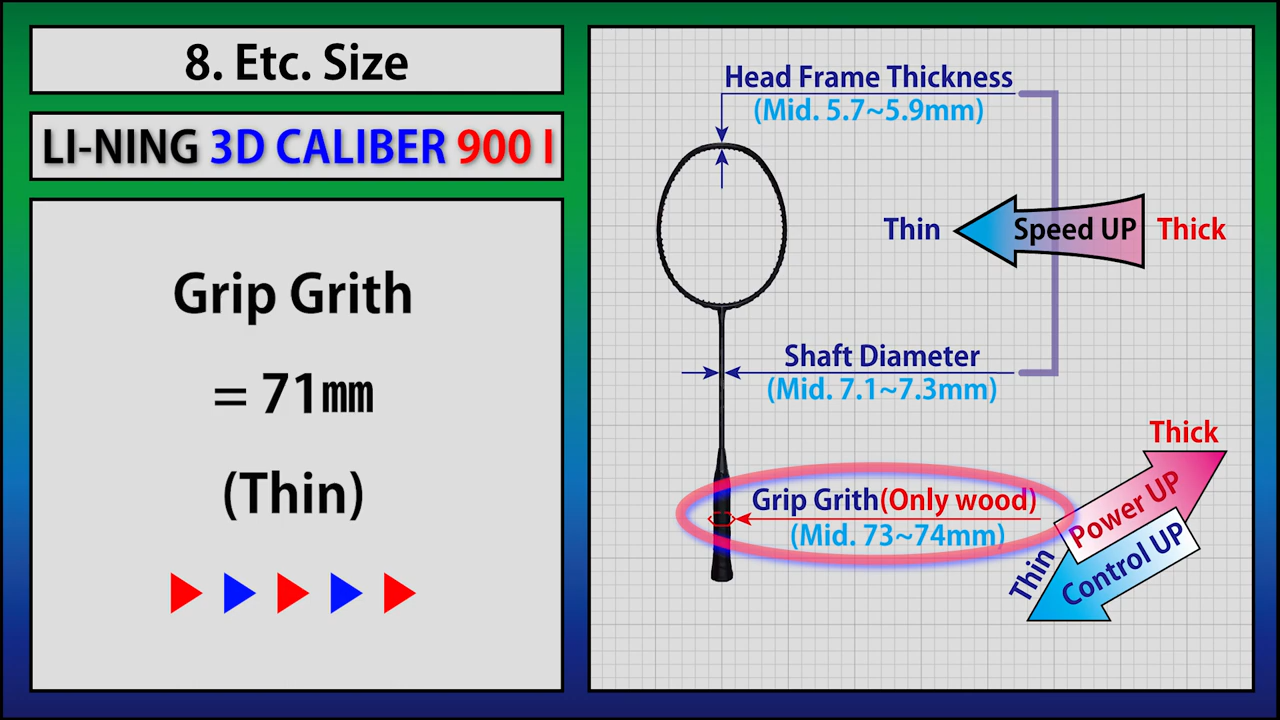 8. Etc. Size
LI-NING 3D CALIBER 900 I
Grip Grith
= 71㎜
(Thin)
Head Frame Thickness
(Mid. 5.7~5.9mm)
Thin
Speed UP
Thick
Shaft Diameter
(Mid. 7.1~7.3mm)
Thick
Power UP
Grip Grith(Only wood)
(Mid. 73~74mm)
Control UP
Thin